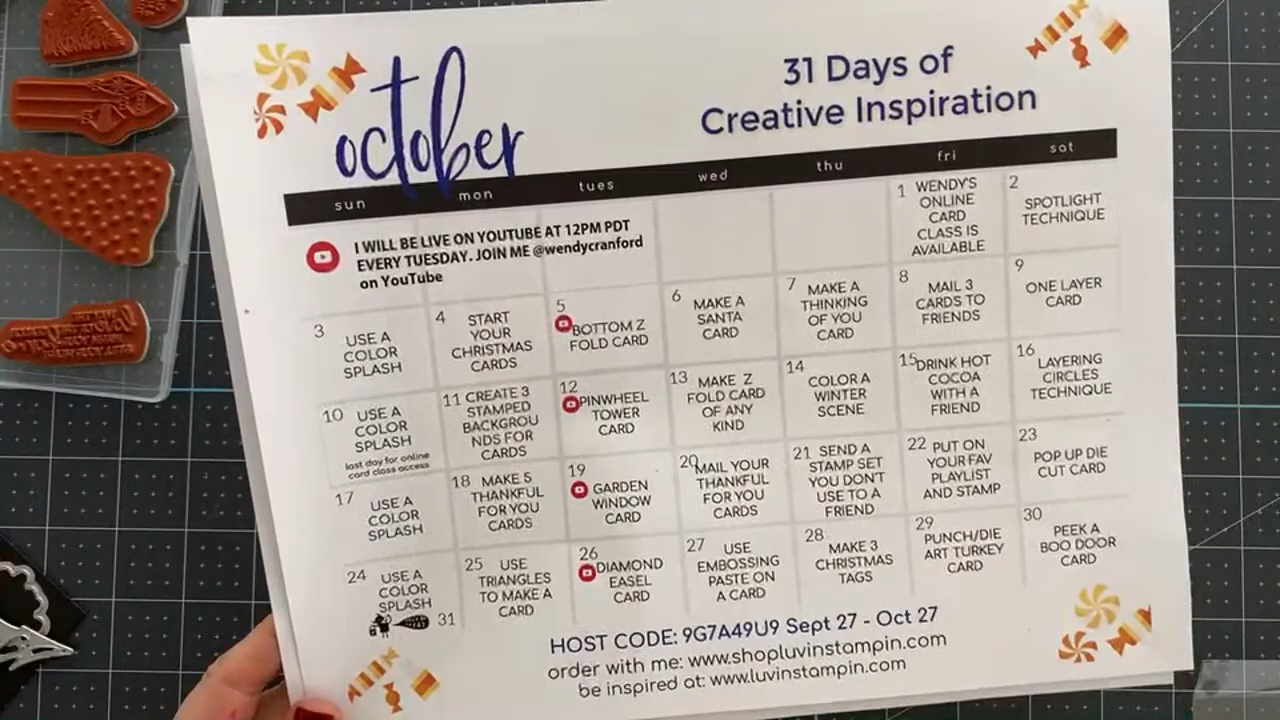 october
31 Days of
Creative Inspiration
sun mon tues wed thu fri sat
I WILL BE LIVE ON YOUTUBE AT 12PM PDT
EVERY TUESDAY. JOIN ME @wendycranford
on YouTube
1 WENDY'S
ONLINE
CARD
CLASS IS
AVAILABLE
2
SPOTLIGHT
TECHNIQUE
3
USE A
COLOR
SPLASH
4 START
YOUR
CHRISTMAS
CARDS
5
BOTTOM Z
FOLD CARD
6 MAKE A
SANTA
CARD
7 MAKE A
THINKING
OF YOU
CARD
8
MAIL 3
CARDS TO
FRIENDS
9
ONE LAYER
CARD
10 USE A
COLOR
SPLASH
last day for online
card class access
11 CREATE 3
STAMPED
BACKGROU
NDS FOR
CARDS
12
PINWHEEL
TOWER
CARD
13 MAKE Z
FOLD CARD
OF ANY
KIND
14
COLOR A
WINTER
SCENE
15 DRINK HOT
COCOA
WITH A
FRIEND
16
LAYERING
CIRCLES
TECHNIQUE
17
USE A
COLOR
SPLASH
18 MAKE 5
THANKFUL
FOR YOU
CARDS
19
GARDEN
WINDOW
CARD
20 MAIL YOUR
THANKFUL
FOR YOU
CARDS
21 SEND A
STAMP SET
YOU DON'T
USE TO A
FRIEND
22 PUT ON
YOUR FAV
PLAYLIST
AND STAMP
23
POP UP DIE
CUT CARD
24 USE A
COLOR
SPLASH
31
25 USE
TRIANGLES
TO MAKE A
CARD
26
DIAMOND
EASEL
CARD
27 USE
EMBOSSING
PASTE ON
A CARD
28
MAKE 3
CHRISTMAS
TAGS
29
PUNCH/DIE
ART TURKEY
CARD
30
PEEK A
BOO DOOR
CARD
HOST CODE: 9G7A49U9 Sept 27 - Oct 27
order with me: www.shopluvinstampin.com
be inspired at: www.luvinstampin.com